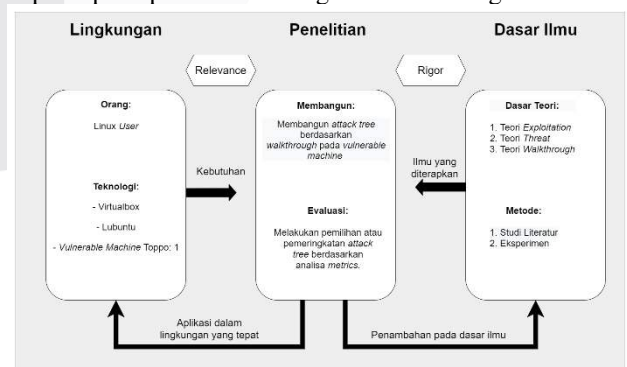 Lingkungan
Penelitian
Dasar Ilmu
Relevance
Rigor
Orang:
Linux User
Teknologi:
- Virtualbox
- Lubuntu
- Vulnerable Machine Toppo: 1
Kebutuhan
Membangun:
Membangun attack tree
berdasarkan
walkthrough pada vulnerable
machine
Evaluasi:
Melakukan pemilihan atau
pemeringkatan attack
tree berdasarkan
analisa metrics.
Ilmu yang
diterapkan
Dasar Teori:
1. Teori Exploitation
2. Teori Threat
3. Teori Walkthrough
Metode:
1. Studi Literatur
2. Eksperimen
Aplikasi dalam
lingkungan yang tepat
Penambahan pada dasar ilmu